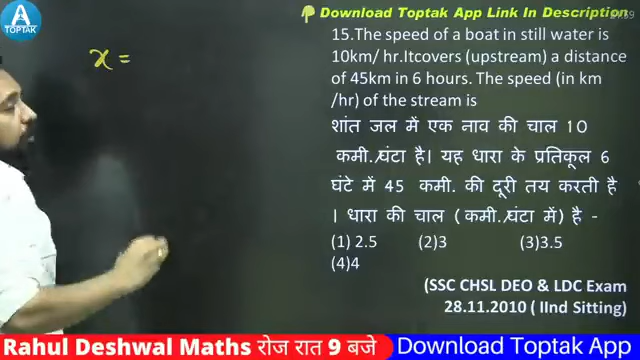 Download Toptak App Link In Description
A
TOPTAK
x =
15.The speed of a boat in still water is
10km/ hr.Itcovers (upstream) a distance
of 45km in 6 hours. The speed (in km
/hr) of the stream is
शांत जल में एक नाव की चाल 10
कमी./घंटा है। यह धारा के प्रतिकूल 6
घंटे में 45 कमी. की दूरी तय करती है
। धारा की चाल (कमी./घंटा में) है -
(1) 2.5 (2)3 (3)3.5
(4)4
(SSC CHSL DEO & LDC Exam
28.11.2010 ( IInd Sitting)
Rahul Deshwal Maths रोज रात 9 बजे Download Toptak App